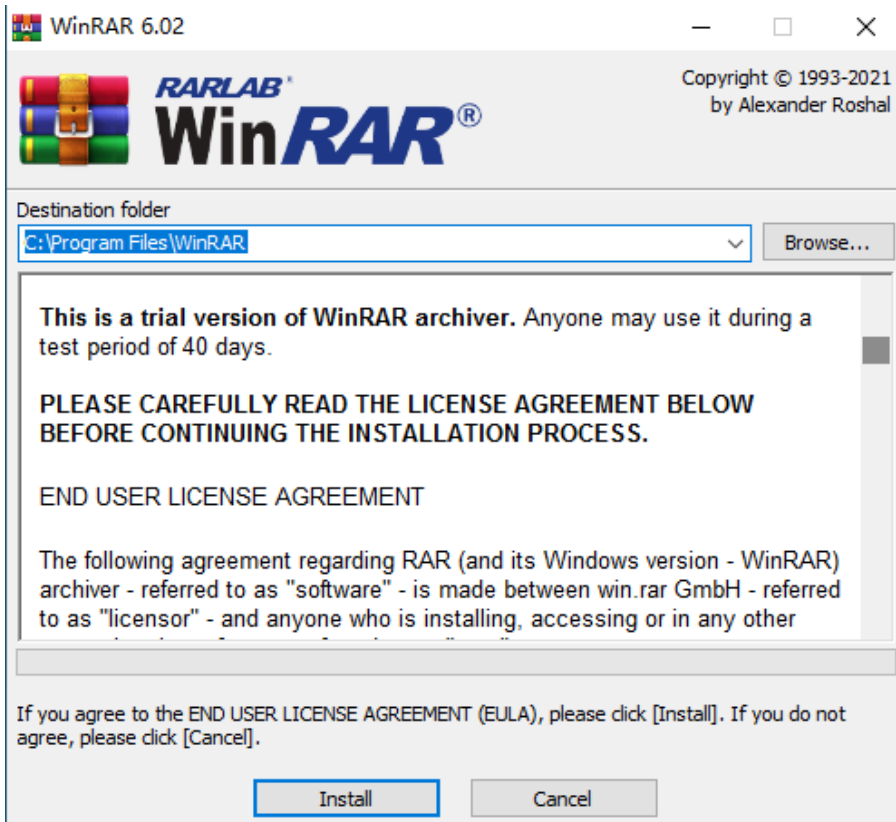 WinRAR 6.02
RARLAB®
WinRAR®
Copyright © 1993-2021
by Alexander Roshal
Destination folder
C:\Program Files\WinRAR
Browse...
This is a trial version of WinRAR archiver. Anyone may use it during a
test period of 40 days.
PLEASE CAREFULLY READ THE LICENSE AGREEMENT BELOW
BEFORE CONTINUING THE INSTALLATION PROCESS.
END USER LICENSE AGREEMENT
The following agreement regarding RAR (and its Windows version - WinRAR)
archiver - referred to as "software" - is made between win.rar GmbH - referred
to as "licensor" - and anyone who is installing, accessing or in any other
If you agree to the END USER LICENSE AGREEMENT (EULA), please click [Install]. If you do not
agree, please click [Cancel].
Install
Cancel